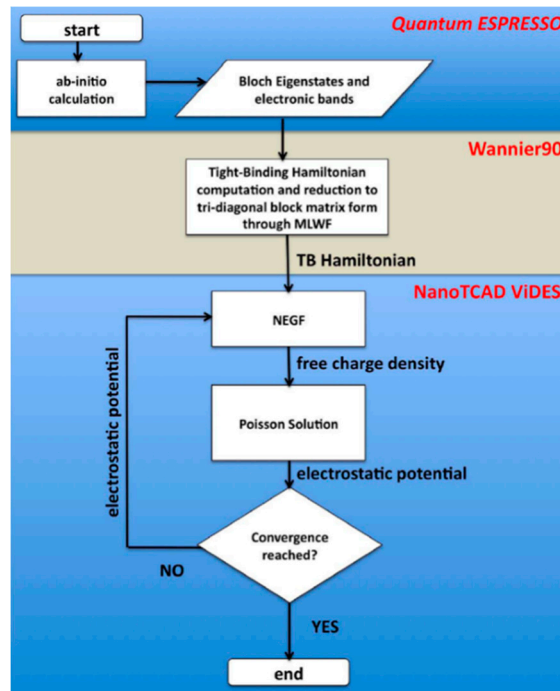 Quantum ESPRESSO
start
ab-initio
calculation
Bloch Eigenstates and
electronic bands
Wannier90
Tight-Binding Hamiltonian
computation and reduction to
tri-diagonal block matrix form
through MLWF
TB Hamiltonian
NanoTCAD ViDES
NEGF
free charge density
electrostatic potential
Poisson Solution
electrostatic potential
Convergence
reached?
NO
YES
end